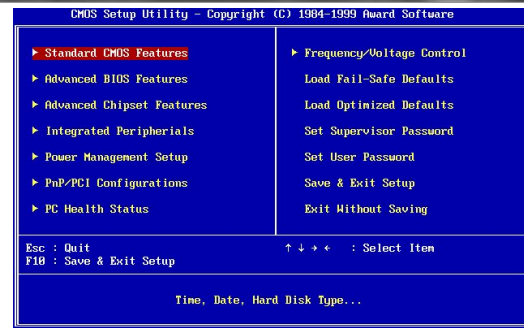 CMOS Setup Utility – Copyright (C) 1984-1999 Award Software
▶ Standard CMOS Features
▶ Advanced BIOS Features
▶ Advanced Chipset Features
▶ Integrated Peripherials
▶ Power Management Setup
▶ PnP/PCI Configurations
▶ PC Health Status
▶ Frequency/Voltage Control
Load Fail-Safe Defaults
Load Optimized Defaults
Set Supervisor Password
Set User Password
Save & Exit Setup
Exit Without Saving
Esc : Quit
F10 : Save & Exit Setup
↑ ↓ → ← : Select Item
Time, Date, Hard Disk Type...